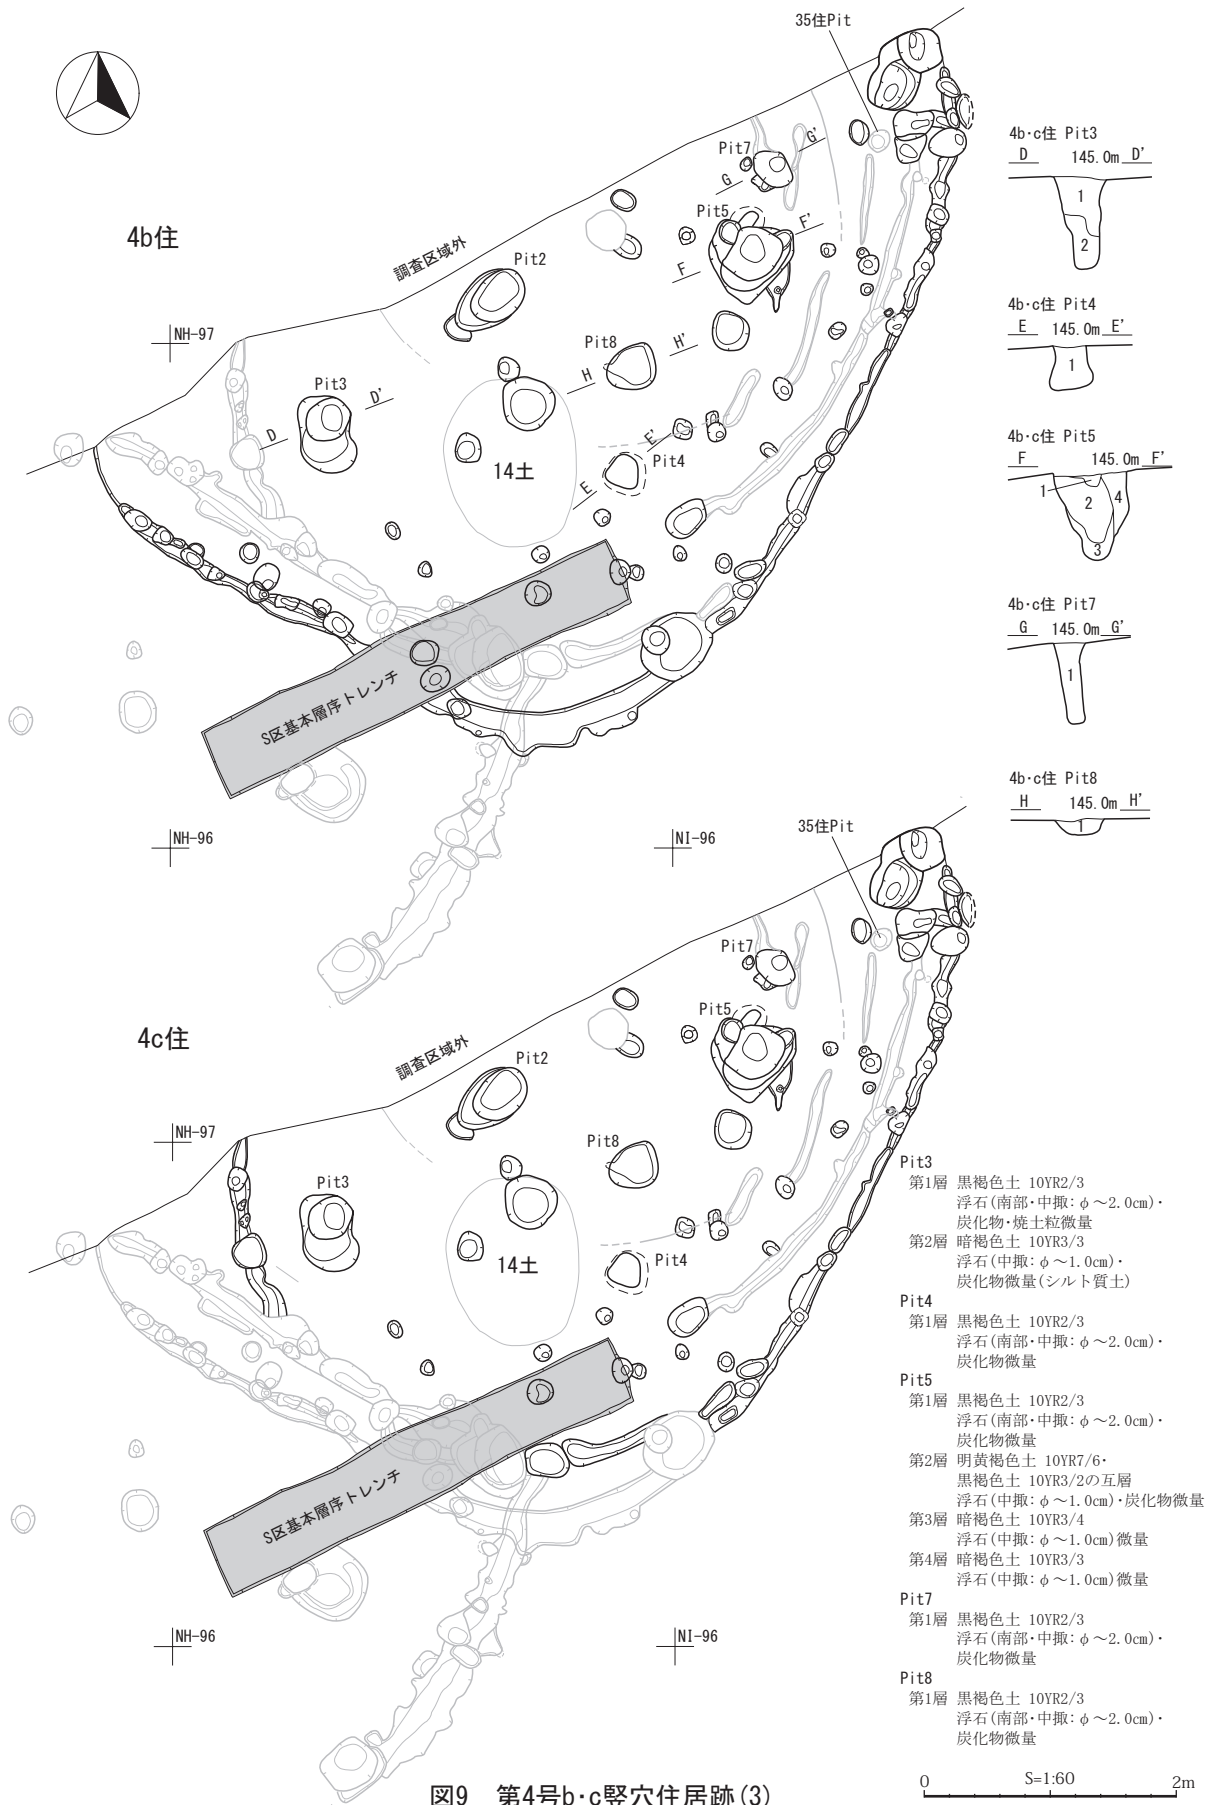 35住Pit
4b住
調査区域外
Pit7
G
G'
Pit5
F
F'
Pit2
NH-97
Pit8
H
H'
Pit3
D
D'
14土
E
E'
Pit4
S区基本層序トレンチ
NH-96
NI-96
4b・c住 Pit3
D 145.0m D'
1
2
4b・c住 Pit4
E 145.0m E'
1
4b・c住 Pit5
F 145.0m F'
1
2
4
3
4b・c住 Pit7
G 145.0m G'
1
4b・c住 Pit8
H 145.0m H'
1
35住Pit
4c住
調査区域外
Pit7
Pit5
Pit2
NH-97
Pit8
Pit3
14土
Pit4
S区基本層序トレンチ
NH-96
NI-96
Pit3
第1層 黒褐色土 10YR2/3
浮石(南部・中掫:φ～2.0㎝)・
炭化物・焼土粒微量
第2層 暗褐色土 10YR3/3
浮石(中掫:φ～1.0㎝)・
炭化物微量(シルト質土)
Pit4
第1層 黒褐色土 10YR2/3
浮石(南部・中掫:φ～2.0㎝)・
炭化物微量
Pit5
第1層 黒褐色土 10YR2/3
浮石(南部・中掫:φ～2.0㎝)・
炭化物微量
第2層 明黄褐色土 10YR7/6・
黒褐色土 10YR3/2の互層
浮石(中掫:φ～1.0㎝)・炭化物微量
第3層 暗褐色土 10YR3/4
浮石(中掫:φ～1.0㎝)微量
第4層 暗褐色土 10YR3/3
浮石(中掫:φ～1.0㎝)微量
Pit7
第1層 黒褐色土 10YR2/3
浮石(南部・中掫:φ～2.0㎝)・
炭化物微量
Pit8
第1層 黒褐色土 10YR2/3
浮石(南部・中掫:φ～2.0㎝)・
炭化物微量
0 S=1:60 2m
図9 第4号b・c竪穴住居跡(3)